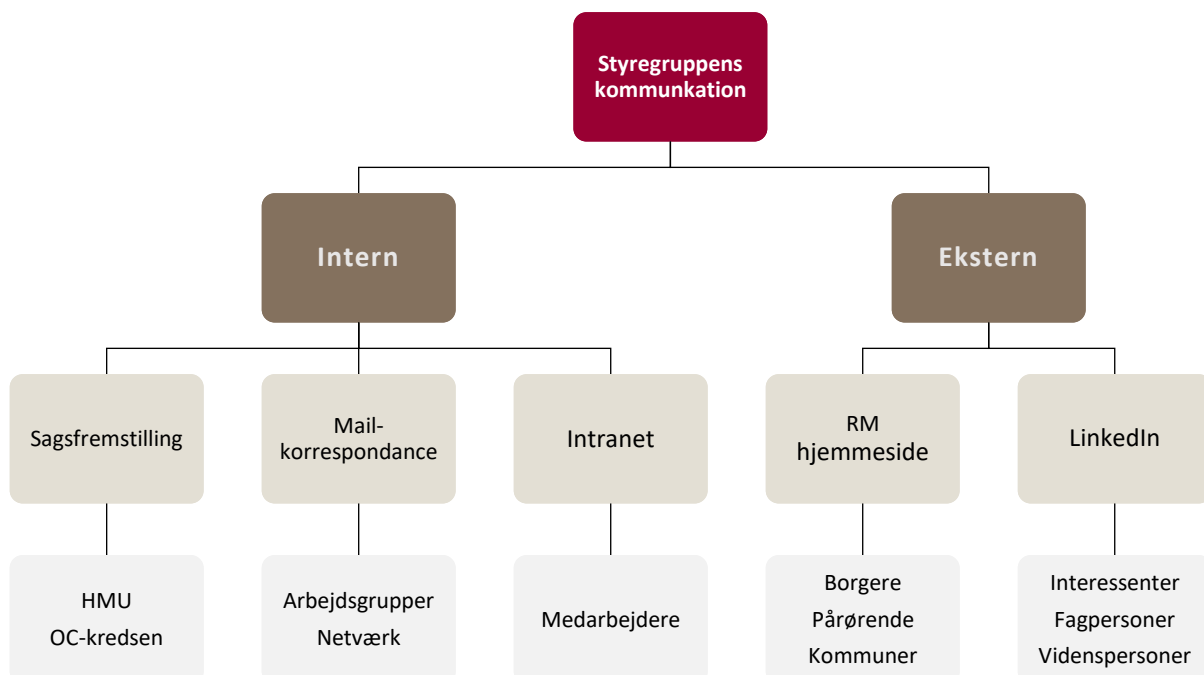 Styregruppens
kommunkation
Intern
Ekstern
Sagsfremstilling
Mail-
korrespondance
Intranet
RM
hjemmeside
LinkedIn
HMU
OC-kredsen
Arbejdsgrupper
Netværk
Medarbejdere
Borgere
Pårørende
Kommuner
Interessenter
Fagpersoner
Videnspersoner